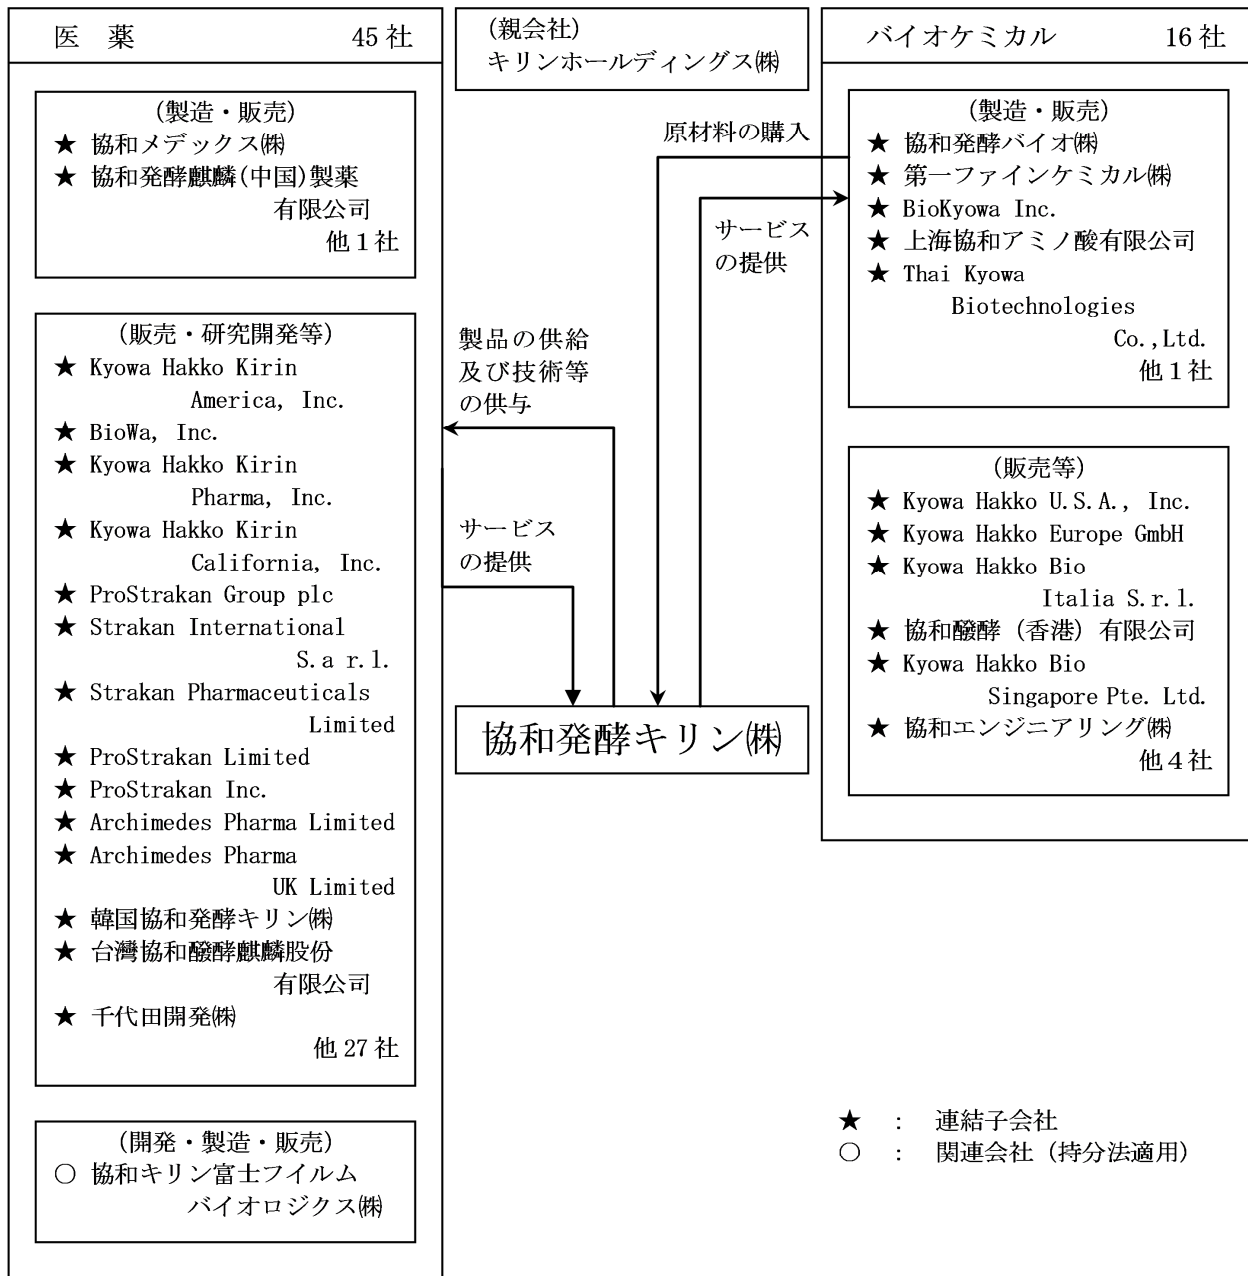 医 薬 45 社
(製造・販売)
★ 協和メデックス㈱
★ 協和発酵麒麟(中国)製薬
有限公司
他１社
(販売・研究開発等)
★ Kyowa Hakko Kirin
America, Inc.
★ BioWa, Inc.
★ Kyowa Hakko Kirin
Pharma, Inc.
★ Kyowa Hakko Kirin
California, Inc.
★ ProStrakan Group plc
★ Strakan International
S.a r.l.
★ Strakan Pharmaceuticals
Limited
★ ProStrakan Limited
★ ProStrakan Inc.
★ Archimedes Pharma Limited
★ Archimedes Pharma
UK Limited
★ 韓国協和発酵キリン㈱
★ 台灣協和醱酵麒麟股份
有限公司
★ 千代田開発㈱
他 27 社
(開発・製造・販売)
○ 協和キリン富士フイルム
バイオロジクス㈱
(親会社)
キリンホールディングス㈱
原材料の購入
サービス
の提供
製品の供給
及び技術等
の供与
サービス
の提供
協和発酵キリン㈱
バイオケミカル 16 社
(製造・販売)
★ 協和発酵バイオ㈱
★ 第一ファインケミカル㈱
★ BioKyowa Inc.
★ 上海協和アミノ酸有限公司
★ Thai Kyowa
Biotechnologies
Co.,Ltd.
他１社
(販売等)
★ Kyowa Hakko U.S.A., Inc.
★ Kyowa Hakko Europe GmbH
★ Kyowa Hakko Bio
Italia S.r.l.
★ 協和醱酵（香港）有限公司
★ Kyowa Hakko Bio
Singapore Pte. Ltd.
★ 協和エンジニアリング㈱
他４社
★ ： 連結子会社
○ ： 関連会社（持分法適用）